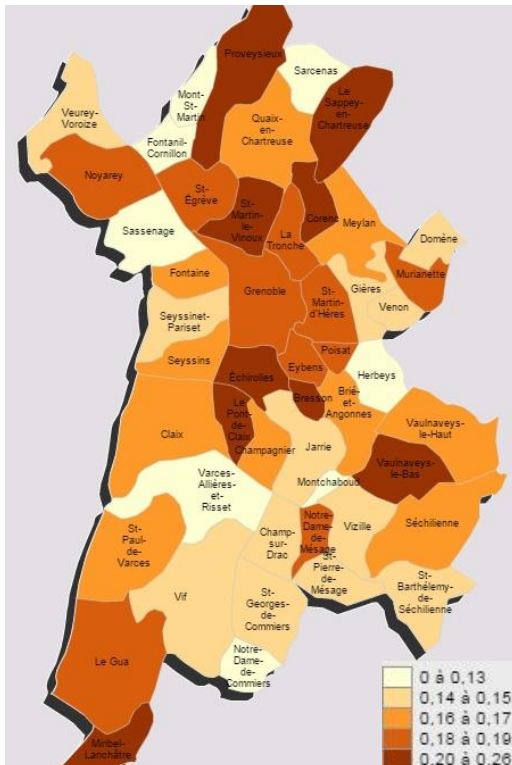 Proveysieux
Sarcenas
Mont-
St-
Martin
Le
Sappey-
en-
Chartreuse
Veurey-
Voroize
Quaix-
en-
Chartreuse
Fontanil-
Cornillon
Noyarey
St-
Égrève
St-
Martin-
le-
Vinoux
Corenc
Sassenage
La
Tronche
Meylan
Domène
Fontaine
Murianette
Grenoble
St-
Martin-
d'Hères
Gières
Venon
Seyssinet-
Pariset
Seyssins
Poisat
Eybens
Herbeys
Échirolles
Bresson
Brié-
et-
Angonnes
Le
Pont-
de-
Claix
Vaulnaveys-
le-Haut
Claix
Champagnier
Jarrie
Vaulnaveys-
le-Bas
Varces-
Allières-
et-
Risset
Montchaboud
Notre-
Dame-
de-
Mésage
Vizille
Séchilienne
St-
Paul-
de-
Varces
Champ-
sur-
Drac
St-
Pierre-
de-
Mésage
St-
Barthélemy-
de-
Séchilienne
Vif
St-
Georges-
de-
Commiers
Le Gua
Notre-
Dame-
de-
Commiers
Miribel-
Lanchâtre
0 à 0,13
0,14 à 0,15
0,16 à 0,17
0,18 à 0,19
0,20 à 0,26